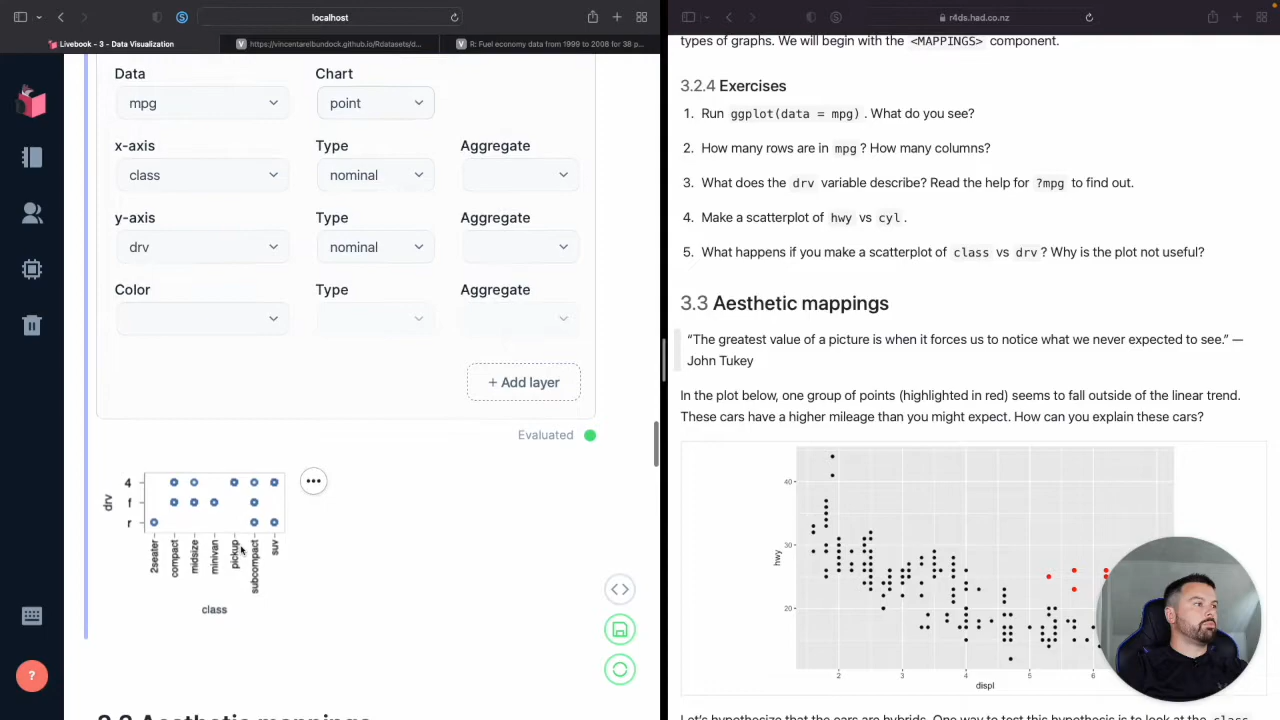 localhost
r4ds.had.co.nz
Livebook - 3 - Data Visualization
https://vincentarelbundock.github.io/Rdatasets/d...
R: Fuel economy data from 1999 to 2008 for 38 p...
Data
Chart
mpg
point
x-axis
Type
Aggregate
class
nominal
y-axis
Type
Aggregate
drv
nominal
Color
Type
Aggregate
+ Add layer
Evaluated
4
f
r
drv
2seater
compact
midsize
minivan
pickup
subcompact
suv
class
?
types of graphs. We will begin with the <MAPPINGS> component.
3.2.4 Exercises
1. Run ggplot(data = mpg) . What do you see?
2. How many rows are in mpg ? How many columns?
3. What does the drv variable describe? Read the help for ?mpg to find out.
4. Make a scatterplot of hwy vs cyl .
5. What happens if you make a scatterplot of class vs drv ? Why is the plot not useful?
3.3 Aesthetic mappings
“The greatest value of a picture is when it forces us to notice what we never expected to see.” —
John Tukey
In the plot below, one group of points (highlighted in red) seems to fall outside of the linear trend.
These cars have a higher mileage than you might expect. How can you explain these cars?
40
30
20
hwy
2
3
4
5
6
displ